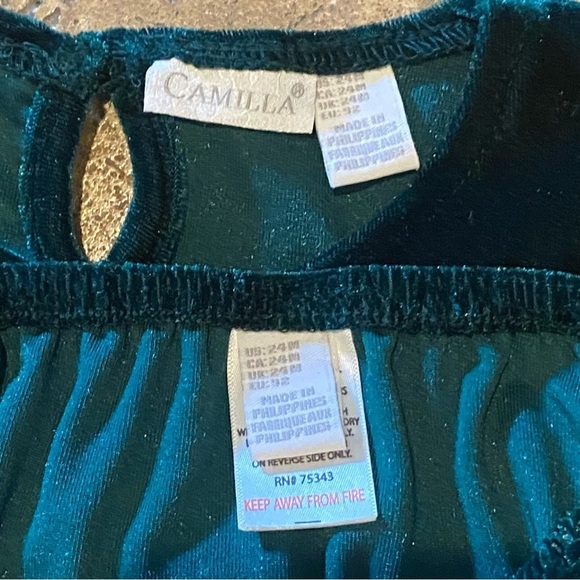 CAMILLA®
US:24M
CA:24M
UK:24M
EU:92
MADE IN
PHILIPPINES
FABRIQUE AUX
PHILIPPINES
US:24M
CA:24M
UK:24M
EU:92
MADE IN
PHILIPPINES
FABRIQUE AUX
PHILIPPINES
ON REVERSE SIDE ONLY.
RN# 75343
KEEP AWAY FROM FIRE